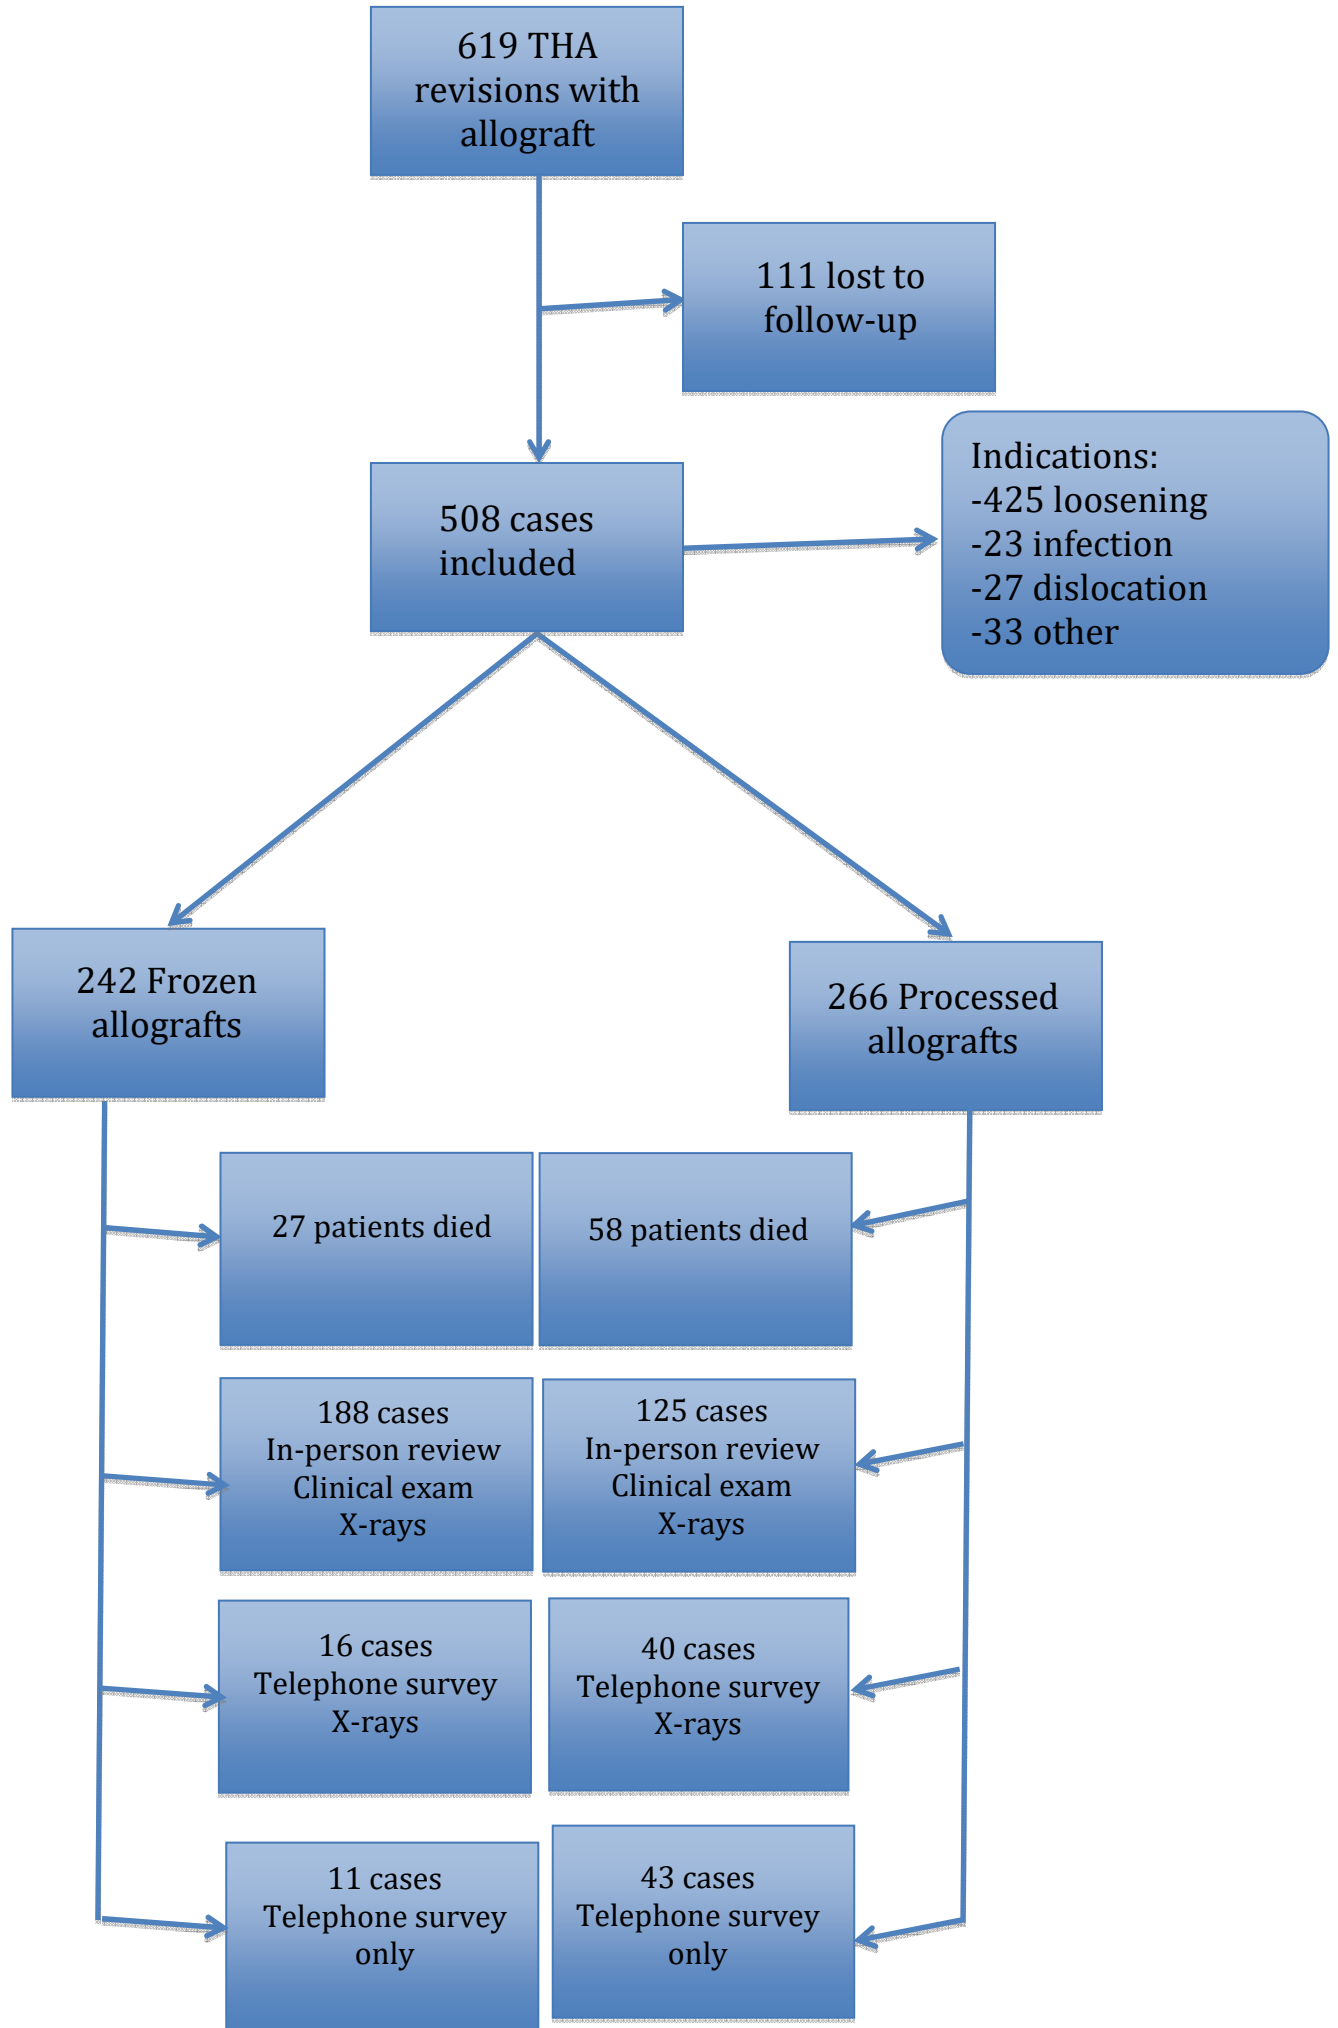 619 THA
revisions with
allograft
111 lost to
follow-up
508 cases
included
Indications:
-425 loosening
-23 infection
-27 dislocation
-33 other
242 Frozen
allografts
266 Processed
allografts
27 patients died
58 patients died
188 cases
In-person review
Clinical exam
X-rays
125 cases
In-person review
Clinical exam
X-rays
16 cases
Telephone survey
X-rays
40 cases
Telephone survey
X-rays
11 cases
Telephone survey
only
43 cases
Telephone survey
only